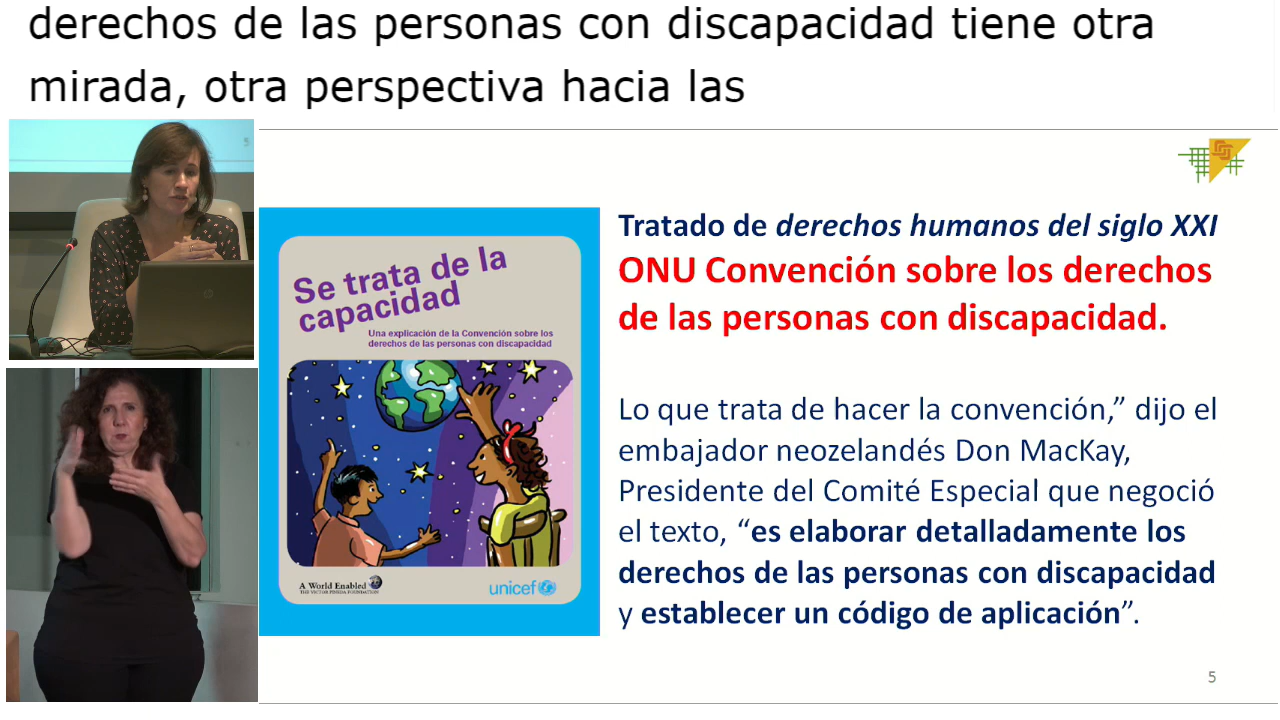 derechos de las personas con discapacidad tiene otra
mirada, otra perspectiva hacia las
Se trata de la
capacidad
Una explicación de la Convención sobre los
derechos de las personas con discapacidad
A World Enabled
THE VICTOR PINEDA FOUNDATION
unicef
Tratado de derechos humanos del siglo XXI
ONU Convención sobre los derechos
de las personas con discapacidad.
Lo que trata de hacer la convención,” dijo el
embajador neozelandés Don MacKay,
Presidente del Comité Especial que negoció
el texto, “es elaborar detalladamente los
derechos de las personas con discapacidad
y establecer un código de aplicación”.
5